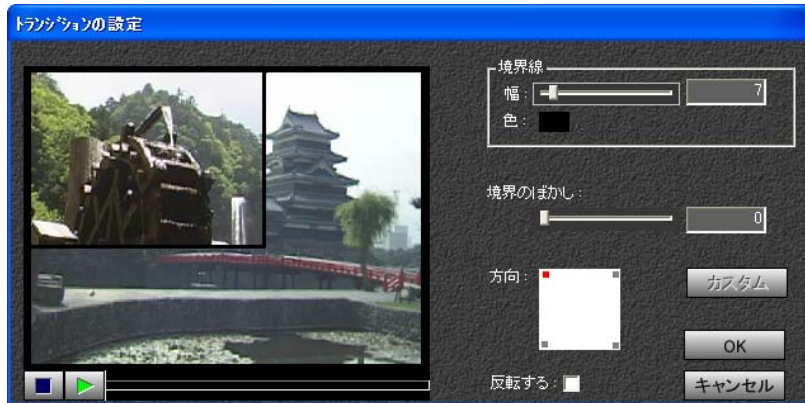 トランジションの設定
境界線
幅: 7
色:
境界のぼかし:
0
方向:
カスタム
OK
反転する:
キャンセル